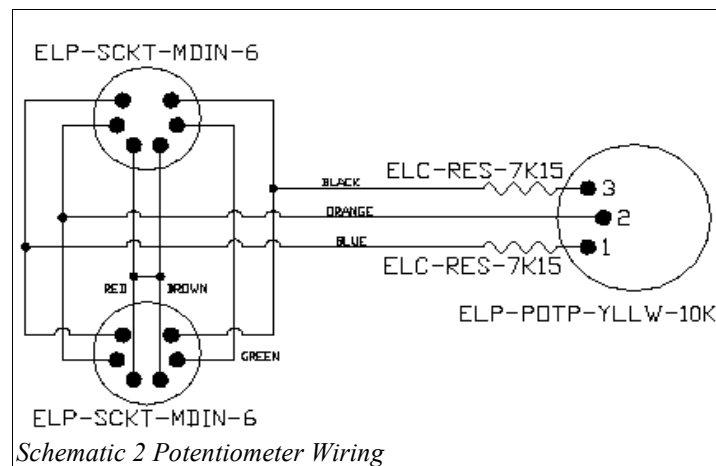 ELP-SCKT-MDIN-6
BLACK
ELC-RES-7K15
3
ORANGE
2
BLUE
1
ELC-RES-7K15
RED
BROWN
ELP-POTP-YLLW-10K
GREEN
ELP-SCKT-MDIN-6
Schematic 2 Potentiometer Wiring